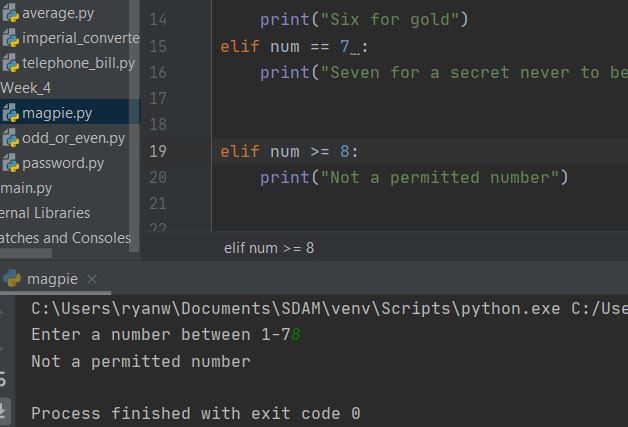 average.py
imperial_converte
telephone_bill.py
Week_4
magpie.py
odd_or_even.py
password.py
main.py
ernal Libraries
atches and Consoles
14 print("Six for gold")
15 elif num == 7 :
16 print("Seven for a secret never to be
17
18
19 elif num >= 8:
20 print("Not a permitted number")
21
22
elif num >= 8
magpie ×
C:\Users\ryanw\Documents\SDAM\venv\Scripts\python.exe C:/Use
Enter a number between 1-78
Not a permitted number
Process finished with exit code 0